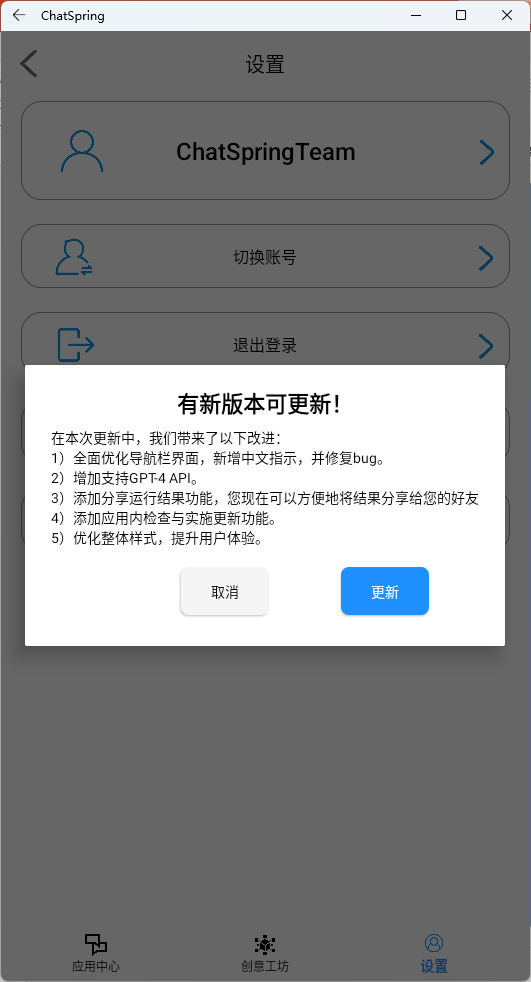 ChatSpring
设置
ChatSpringTeam
切换账号
退出登录
有新版本可更新！
在本次更新中，我们带来了以下改进：
1）全面优化导航栏界面，新增中文指示，并修复bug。
2）增加支持GPT-4 API。
3）添加分享运行结果功能，您现在可以方便地将结果分享给您的好友
4）添加应用内检查与实施更新功能。
5）优化整体样式，提升用户体验。
取消
更新
应用中心
创意工坊
设置